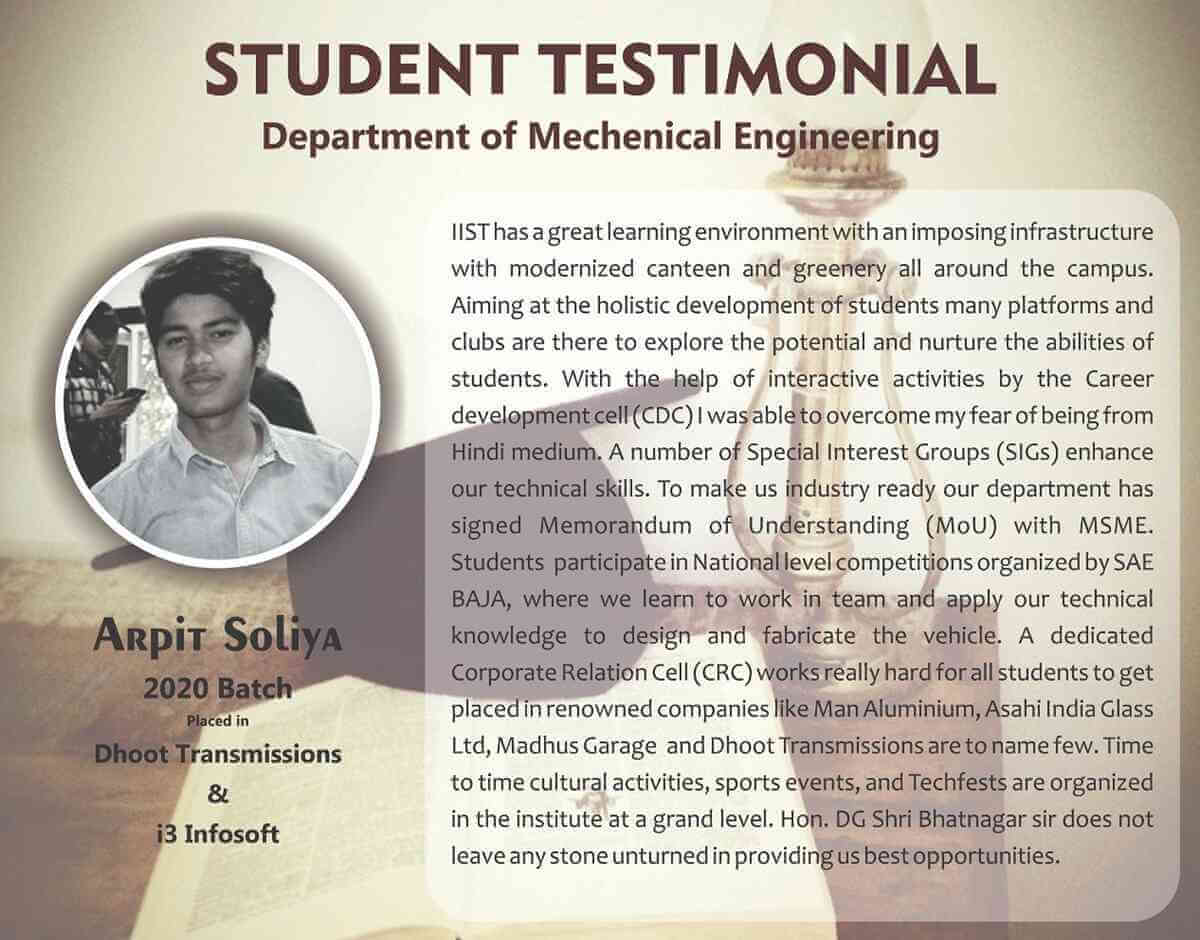 STUDENT TESTIMONIAL
Department of Mechenical Engineering
IIST has a great learning environment with an imposing infrastructure
with modernized canteen and greenery all around the campus.
Aiming at the holistic development of students many platforms and
clubs are there to explore the potential and nurture the abilities of
students. With the help of interactive activities by the Career
development cell (CDC) I was able to overcome my fear of being from
Hindi medium. A number of Special Interest Groups (SIGs) enhance
our technical skills. To make us industry ready our department has
signed Memorandum of Understanding (MoU) with MSME.
Students participate in National level competitions organized by SAE
BAJA, where we learn to work in team and apply our technical
knowledge to design and fabricate the vehicle. A dedicated
Corporate Relation Cell (CRC) works really hard for all students to get
placed in renowned companies like Man Aluminium, Asahi India Glass
Ltd, Madhus Garage and Dhoot Transmissions are to name few. Time
to time cultural activities, sports events, and Techfests are organized
in the institute at a grand level. Hon. DG Shri Bhatnagar sir does not
leave any stone unturned in providing us best opportunities.
Arpit Soliya
2020 Batch
Placed in
Dhoot Transmissions
&
i3 Infosoft